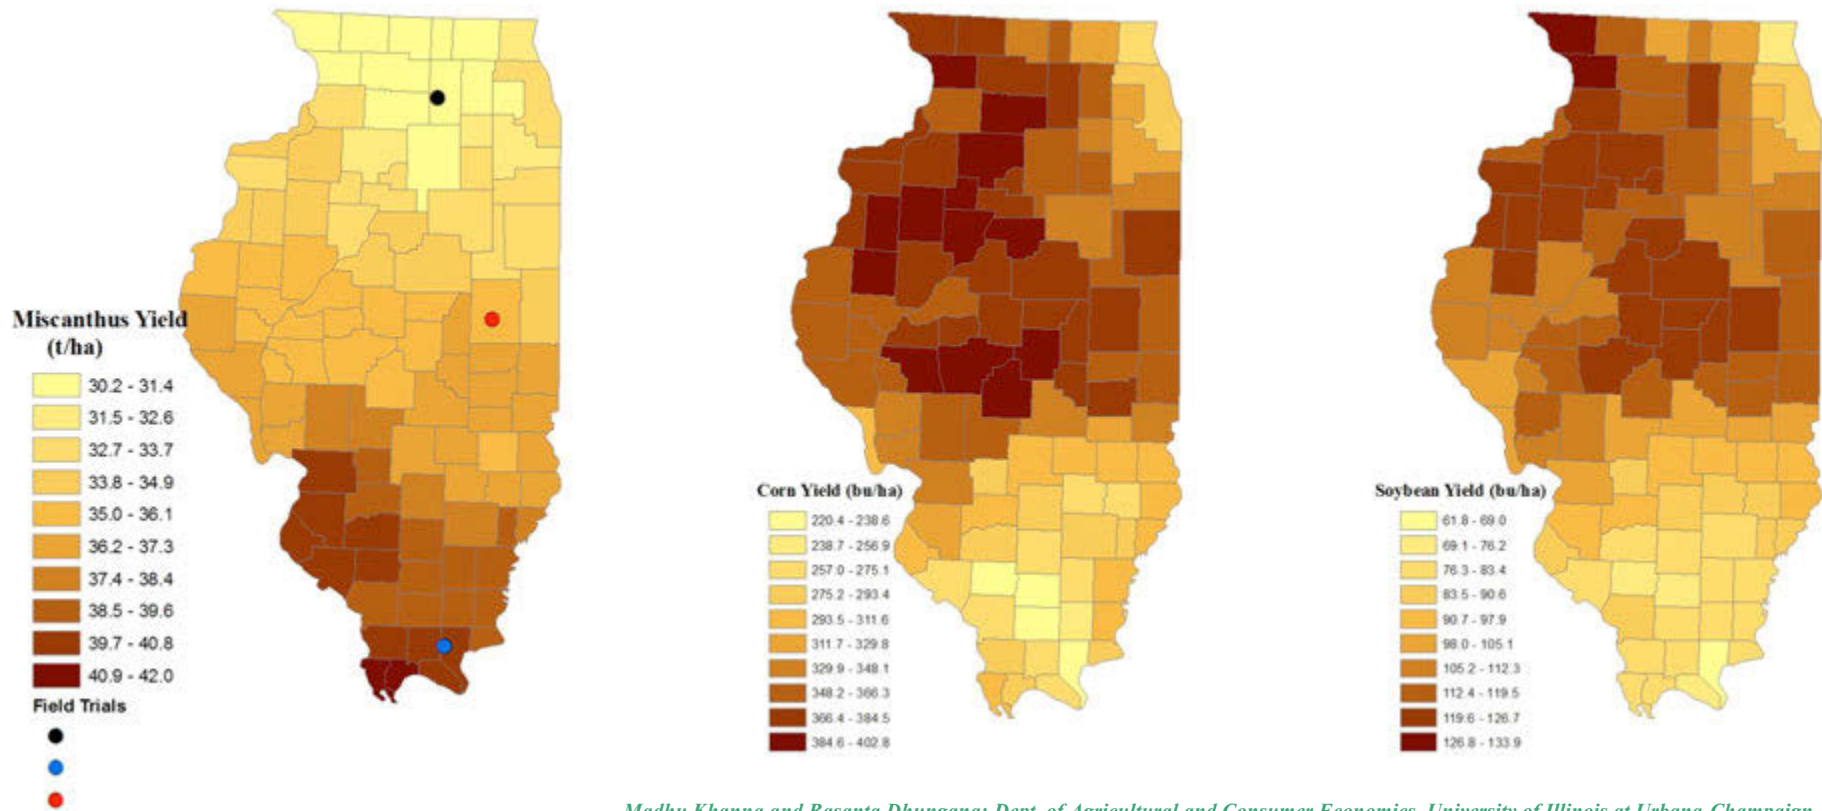 Miscanthus Yield
(t/ha)
30.2 - 31.4
31.5 - 32.6
32.7 - 33.7
33.8 - 34.9
35.0 - 36.1
36.2 - 37.3
37.4 - 38.4
38.5 - 39.6
39.7 - 40.8
40.9 - 42.0
Field Trials
Corn Yield (bu/ha)
220.4 - 238.6
238.7 - 256.9
257.0 - 275.1
275.2 - 293.4
293.5 - 311.6
311.7 - 329.8
329.9 - 348.1
348.2 - 366.3
366.4 - 384.5
384.6 - 402.8
Soybean Yield (bu/ha)
61.8 - 69.0
69.1 - 76.2
76.3 - 83.4
83.5 - 90.6
90.7 - 97.9
98.0 - 105.1
105.2 - 112.3
112.4 - 119.5
119.6 - 126.7
126.8 - 133.9
Madhu Khanna and Basanta Dhungana; Dept. of Agricultural and Consumer Economics, University of Illinois at Urbana-Champaign